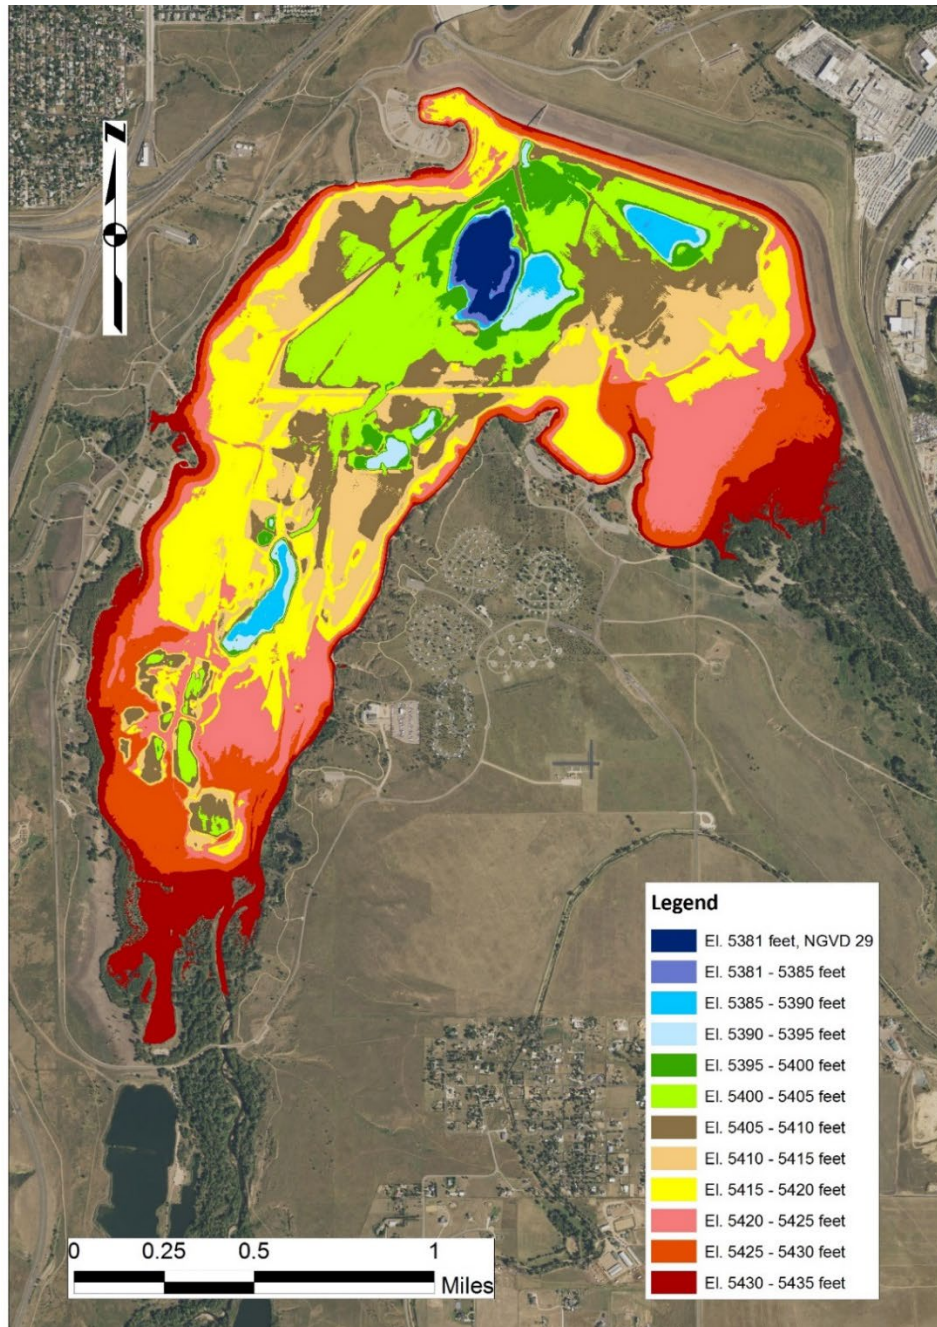 Z
Legend
El. 5381 feet, NGVD 29
El. 5381 - 5385 feet
El. 5385 - 5390 feet
El. 5390 - 5395 feet
El. 5395 - 5400 feet
El. 5400 - 5405 feet
El. 5405 - 5410 feet
El. 5410 - 5415 feet
El. 5415 - 5420 feet
El. 5420 - 5425 feet
El. 5425 - 5430 feet
El. 5430 - 5435 feet
0 0.25 0.5 1
Miles